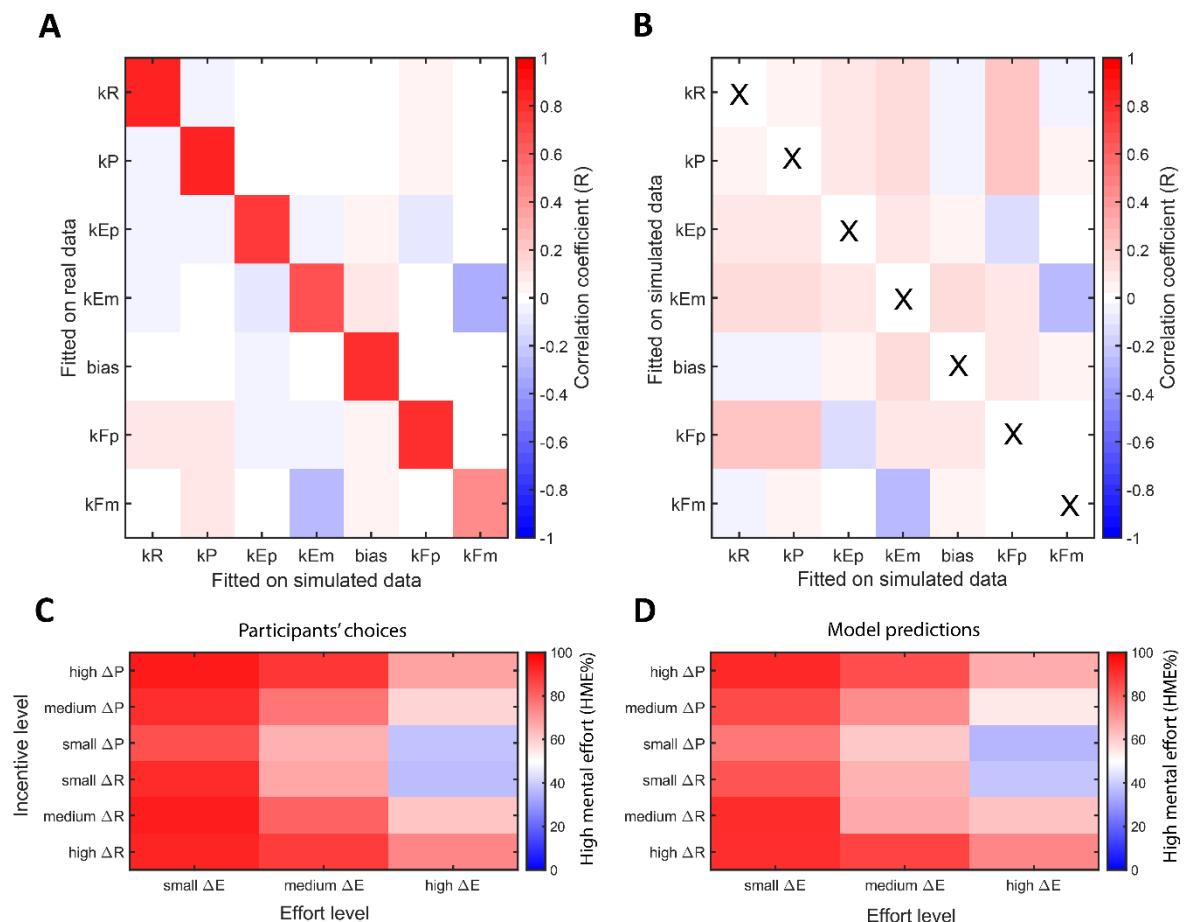 A
kR
kP
kEp
kEm
bias
kFp
kFm
Fitted on real data
kR kP kEp kEm bias kFp kFm
Fitted on simulated data
1
0.8
0.6
0.4
0.2
0
-0.2
-0.4
-0.6
-0.8
-1
Correlation coefficient (R)
B
kR
kP
kEp
kEm
bias
kFp
kFm
Fitted on simulated data
X
X
X
X
X
X
X
kR kP kEp kEm bias kFp kFm
Fitted on simulated data
1
0.8
0.6
0.4
0.2
0
-0.2
-0.4
-0.6
-0.8
-1
Correlation coefficient (R)
C
Participants' choices
high ΔP
medium ΔP
small ΔP
small ΔR
medium ΔR
high ΔR
Incentive level
small ΔE medium ΔE high ΔE
Effort level
100
80
60
40
20
0
High mental effort (HME%)
D
Model predictions
high ΔP
medium ΔP
small ΔP
small ΔR
medium ΔR
high ΔR
small ΔE medium ΔE high ΔE
Effort level
100
80
60
40
20
0
High mental effort (HME%)